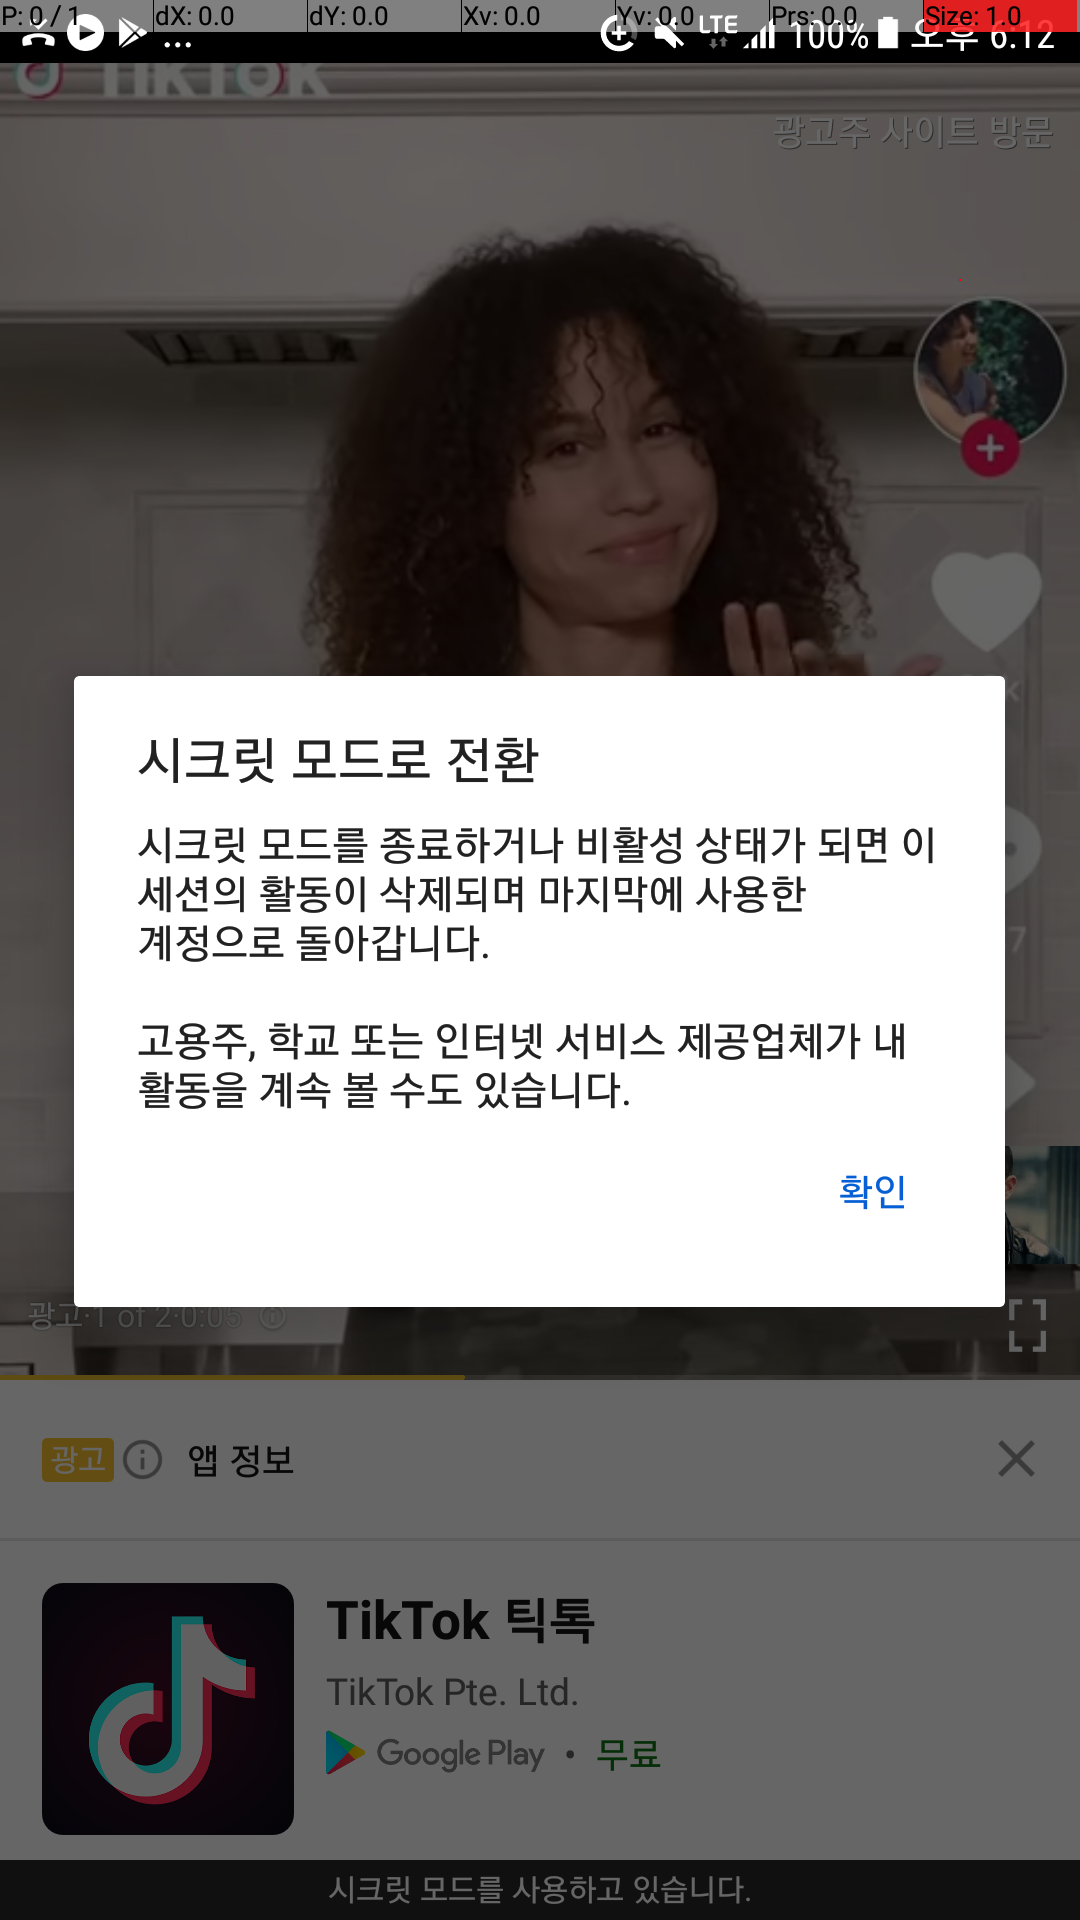 P: 0 / 1 dX: 0.0 dY: 0.0 Xv: 0.0 Yv: 0.0 Prs: 0.0 Size: 1.0
LTE 100% 오후 6:12
TikTok
광고주 사이트 방문
시크릿 모드로 전환
시크릿 모드를 종료하거나 비활성 상태가 되면 이
세션의 활동이 삭제되며 마지막에 사용한
계정으로 돌아갑니다.
고용주, 학교 또는 인터넷 서비스 제공업체가 내
활동을 계속 볼 수도 있습니다.
확인
광고·1 of 2·0:05
광고 앱 정보
TikTok 틱톡
TikTok Pte. Ltd.
Google Play • 무료
시크릿 모드를 사용하고 있습니다.